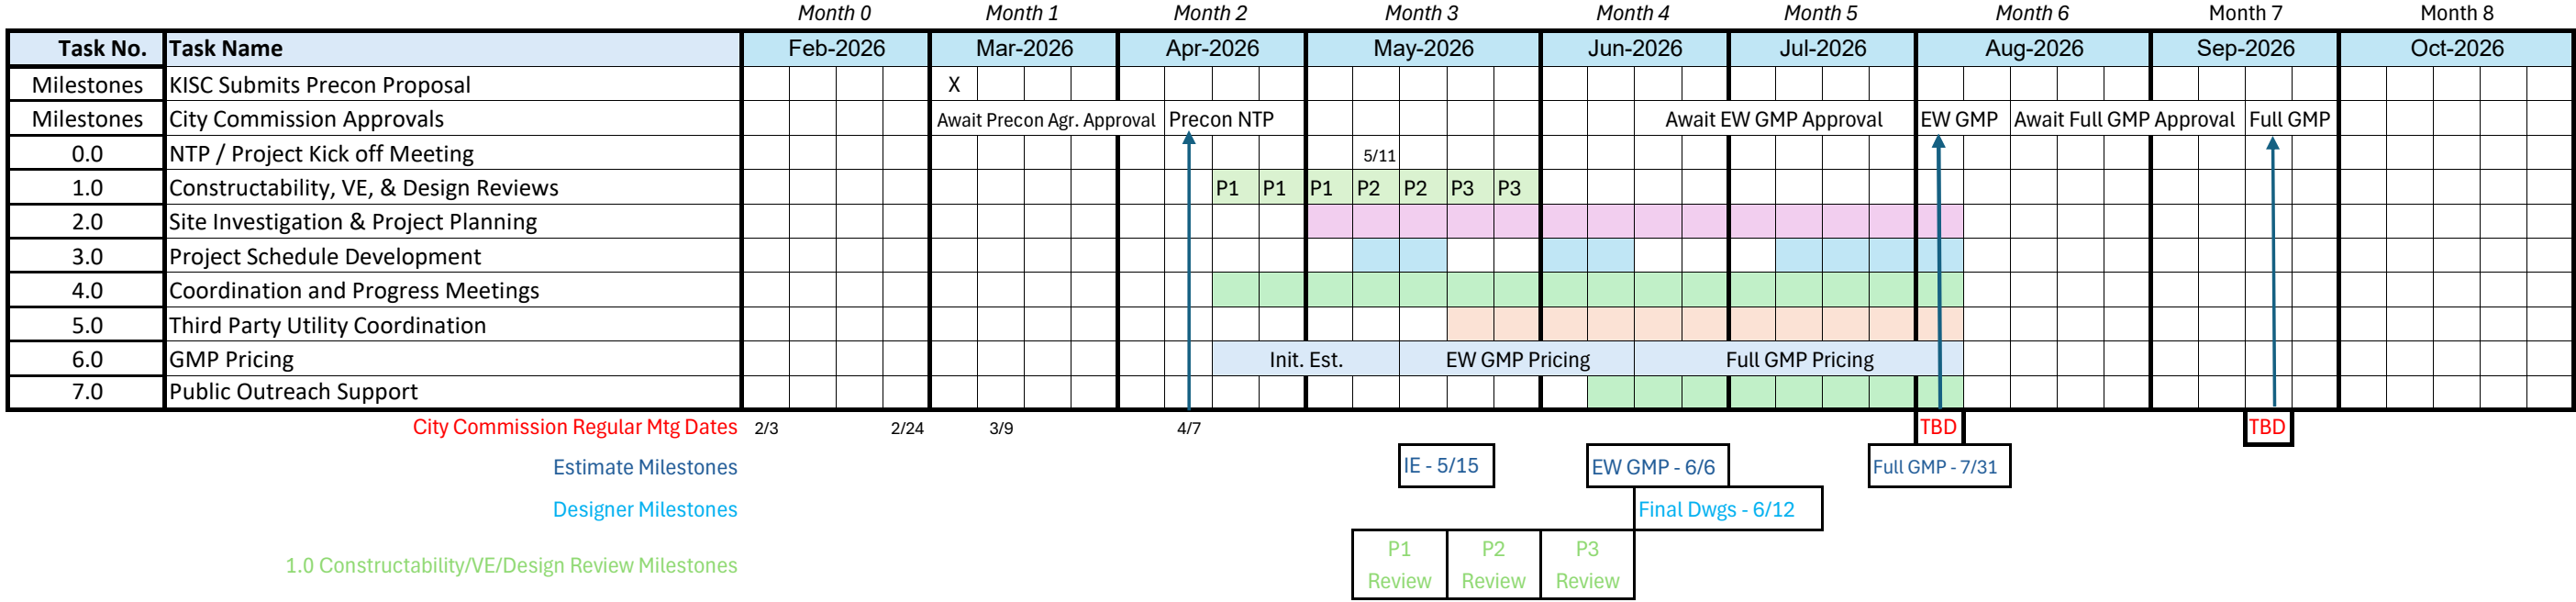 Month 0 Month 1 Month 2 Month 3 Month 4 Month 5 Month 6 Month 7 Month 8
Task No. Task Name Feb-2026 Mar-2026 Apr-2026 May-2026 Jun-2026 Jul-2026 Aug-2026 Sep-2026 Oct-2026
Milestones KISC Submits Precon Proposal X
Milestones City Commission Approvals Await Precon Agr. Approval Precon NTP Await EW GMP Approval EW GMP Await Full GMP Approval Full GMP
0.0 NTP / Project Kick off Meeting 5/11
1.0 Constructability, VE, & Design Reviews P1 P1 P1 P2 P2 P3 P3
2.0 Site Investigation & Project Planning
3.0 Project Schedule Development
4.0 Coordination and Progress Meetings
5.0 Third Party Utility Coordination
6.0 GMP Pricing Init. Est. EW GMP Pricing Full GMP Pricing
7.0 Public Outreach Support
City Commission Regular Mtg Dates 2/3 2/24 3/9 4/7 TBD TBD
Estimate Milestones IE - 5/15 EW GMP - 6/6 Full GMP - 7/31
Designer Milestones Final Dwgs - 6/12
1.0 Constructability/VE/Design Review Milestones
P1 P2 P3
Review Review Review